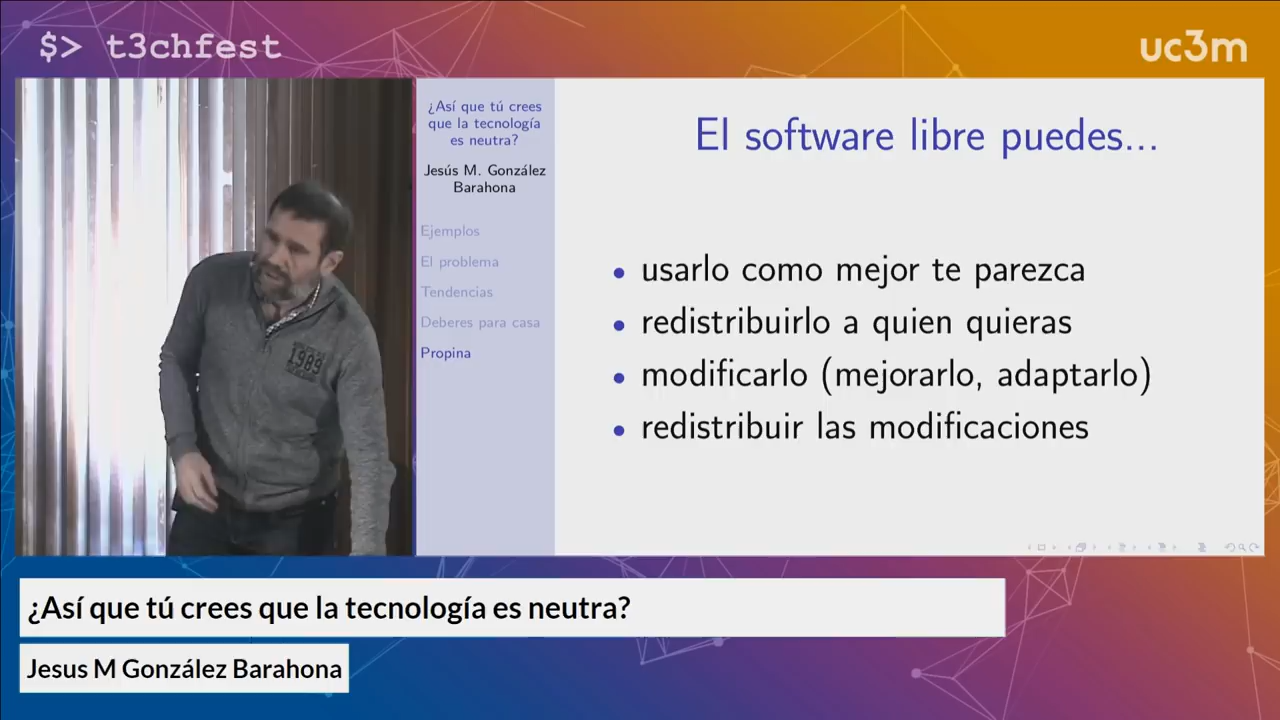 $> t3chfest
uc3m
¿Así que tú crees
que la tecnología
es neutra?
Jesús M. González
Barahona
Ejemplos
El problema
Tendencias
Deberes para casa
Propina
El software libre puedes...
• usarlo como mejor te parezca
• redistribuirlo a quien quieras
• modificarlo (mejorarlo, adaptarlo)
• redistribuir las modificaciones
1989
¿Así que tú crees que la tecnología es neutra?
Jesus M González Barahona